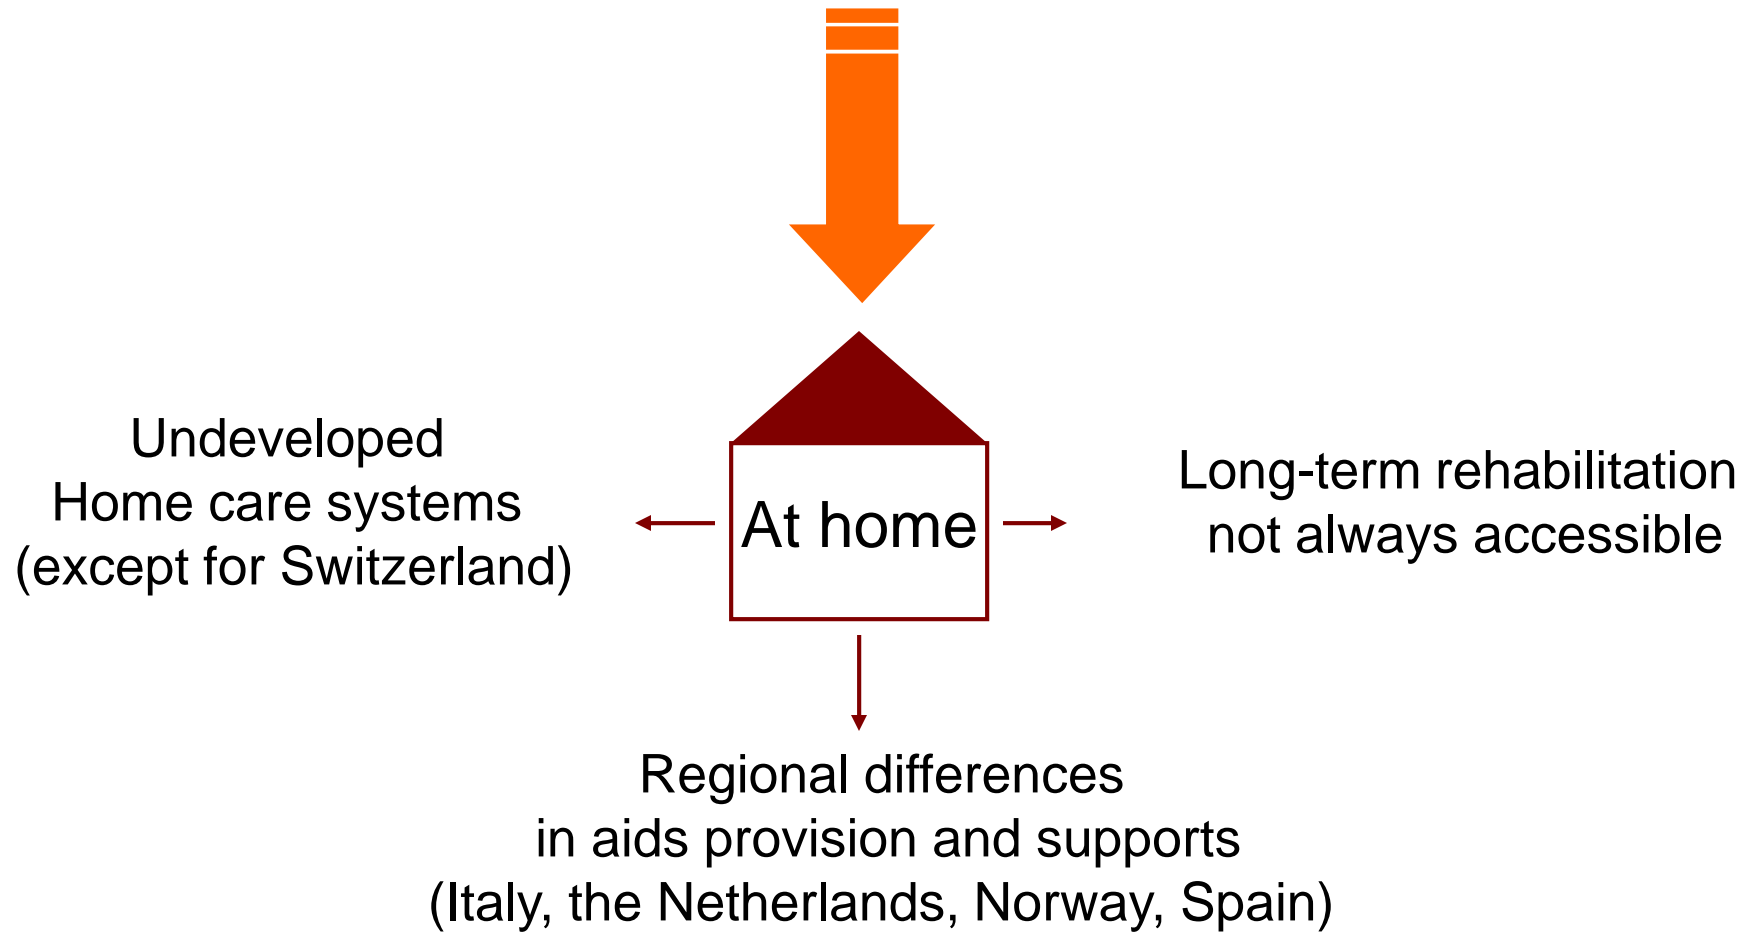 Undeveloped
Home care systems
(except for Switzerland)
At home
Long-term rehabilitation
not always accessible
Regional differences
in aids provision and supports
(Italy, the Netherlands, Norway, Spain)